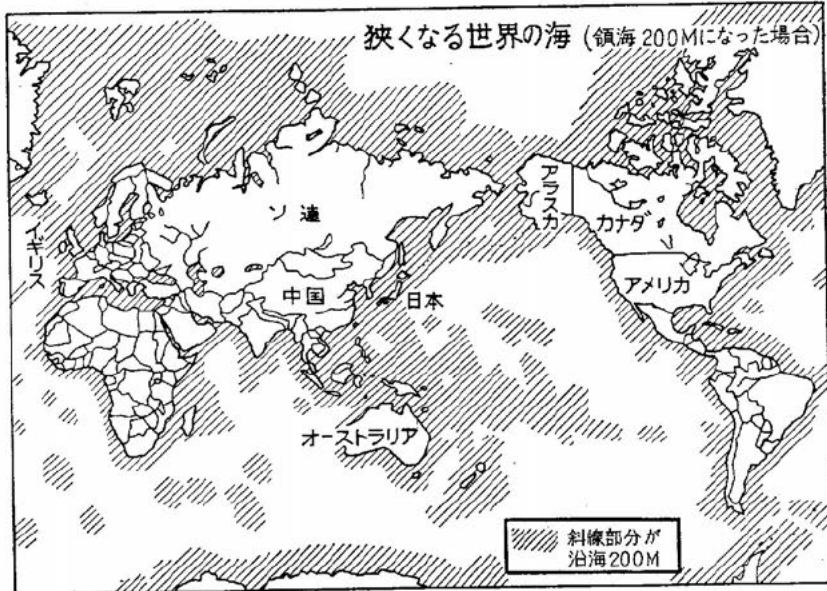 狭くなる世界の海 (領海200Mになった場合)
イギリス
ソ連
中国
日本
オーストラリア
アラスカ
カナダ
アメリカ
斜線部分が
沿海200M